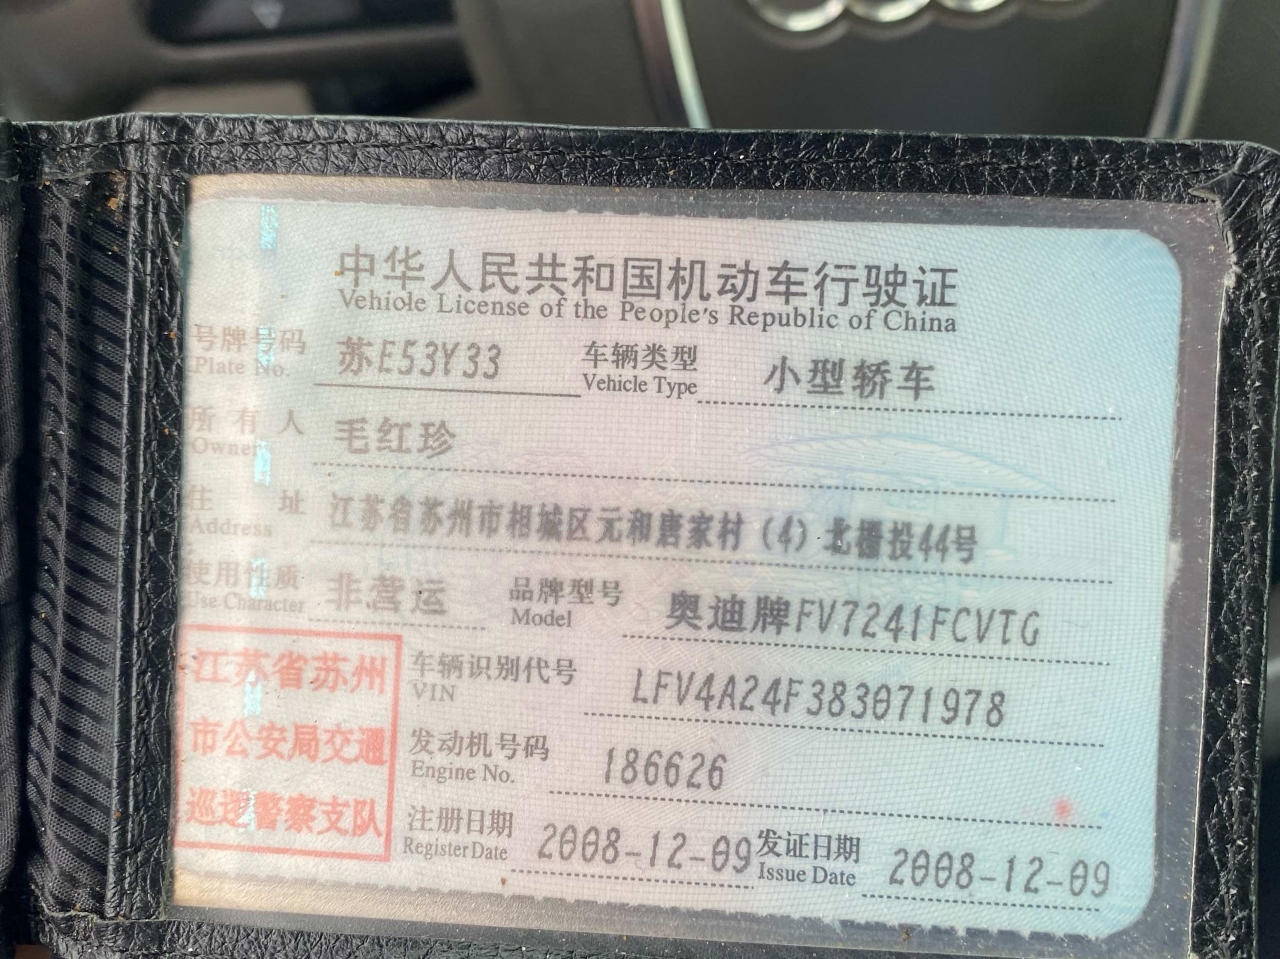 中华人民共和国机动车行驶证
Vehicle License of the People's Republic of China
号牌号码 苏E53Y33 车辆类型 小型轿车
Plate No. Vehicle Type
所有人 毛红珍
Owner
住址 江苏省苏州市相城区元和唐家村（4）北栅投44号
Address
使用性质 非营运 品牌型号 奥迪牌FV7241FCVTG
Use Character Model
江苏省苏州
市公安局交通
巡逻警察支队
车辆识别代号 LFV4A24F383071978
VIN
发动机号码 186626
Engine No.
注册日期 2008-12-09 发证日期 2008-12-09
Register Date Issue Date